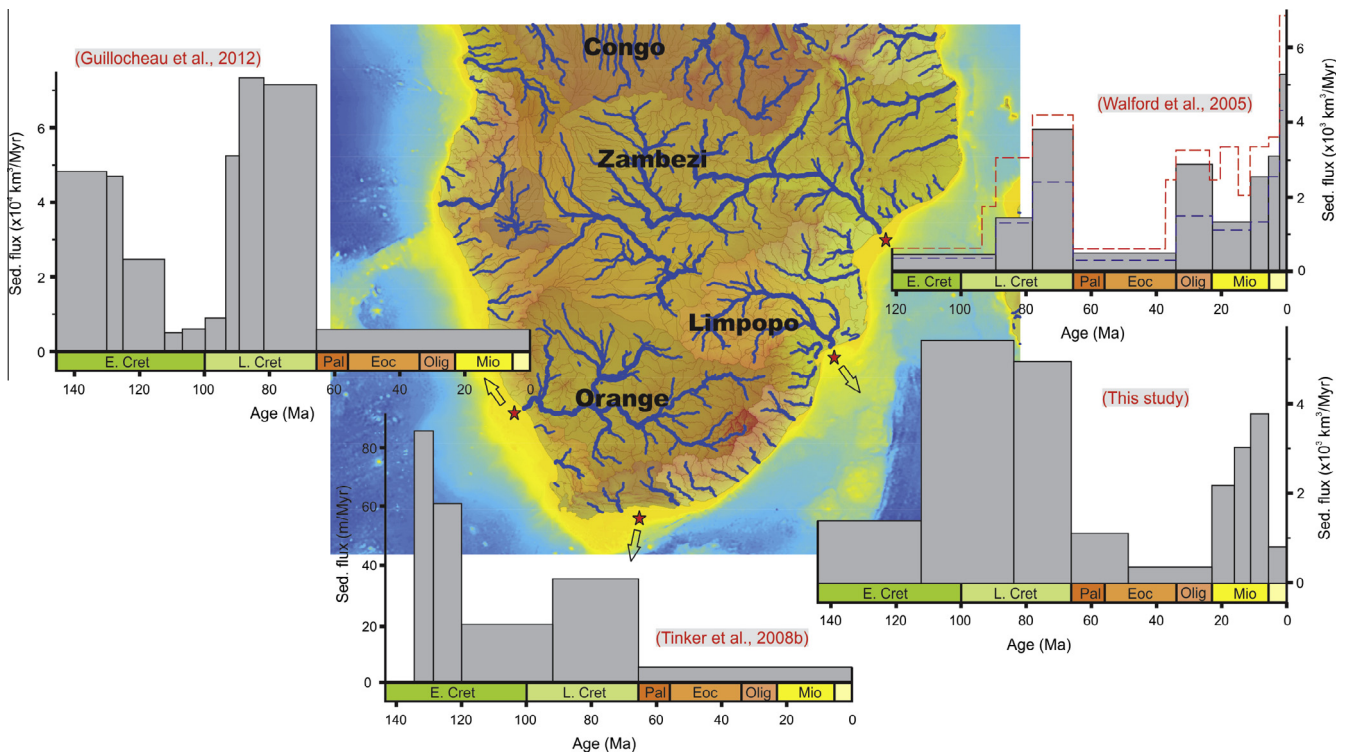 (Guillocheau et al., 2012)
Sed. flux (x10⁴ km³/Myr)
6
4
2
0
E. Cret L. Cret Pal Eoc Olig Mio
140 120 100 80 60 40 20 0
Age (Ma)
Congo
Zambezi
Limpopo
Orange
(Walford et al., 2005)
Sed. flux (x10³ km³/Myr)
6
4
2
0
E. Cret L. Cret Pal Eoc Olig Mio
120 100 80 60 40 20 0
Age (Ma)
(This study)
Sed. flux (x10³ km³/Myr)
4
2
0
E. Cret L. Cret Pal Eoc Olig Mio
140 120 100 80 60 40 20 0
Age (Ma)
(Tinker et al., 2008b)
Sed. flux (m/Myr)
80
60
40
20
0
E. Cret L. Cret Pal Eoc Olig Mio
140 120 100 80 60 40 20 0
Age (Ma)